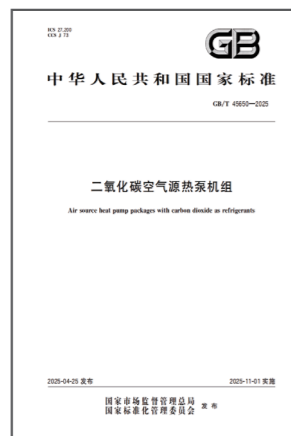 ICS 27.200
CCS J 73
GB
中华人民共和国国家标准
GB/T 45650—2025
二氧化碳空气源热泵机组
Air source heat pump packages with carbon dioxide as refrigerants
2025-04-25 发布
2025-11-01 实施
国家市场监督管理总局
国家标准化管理委员会
发布